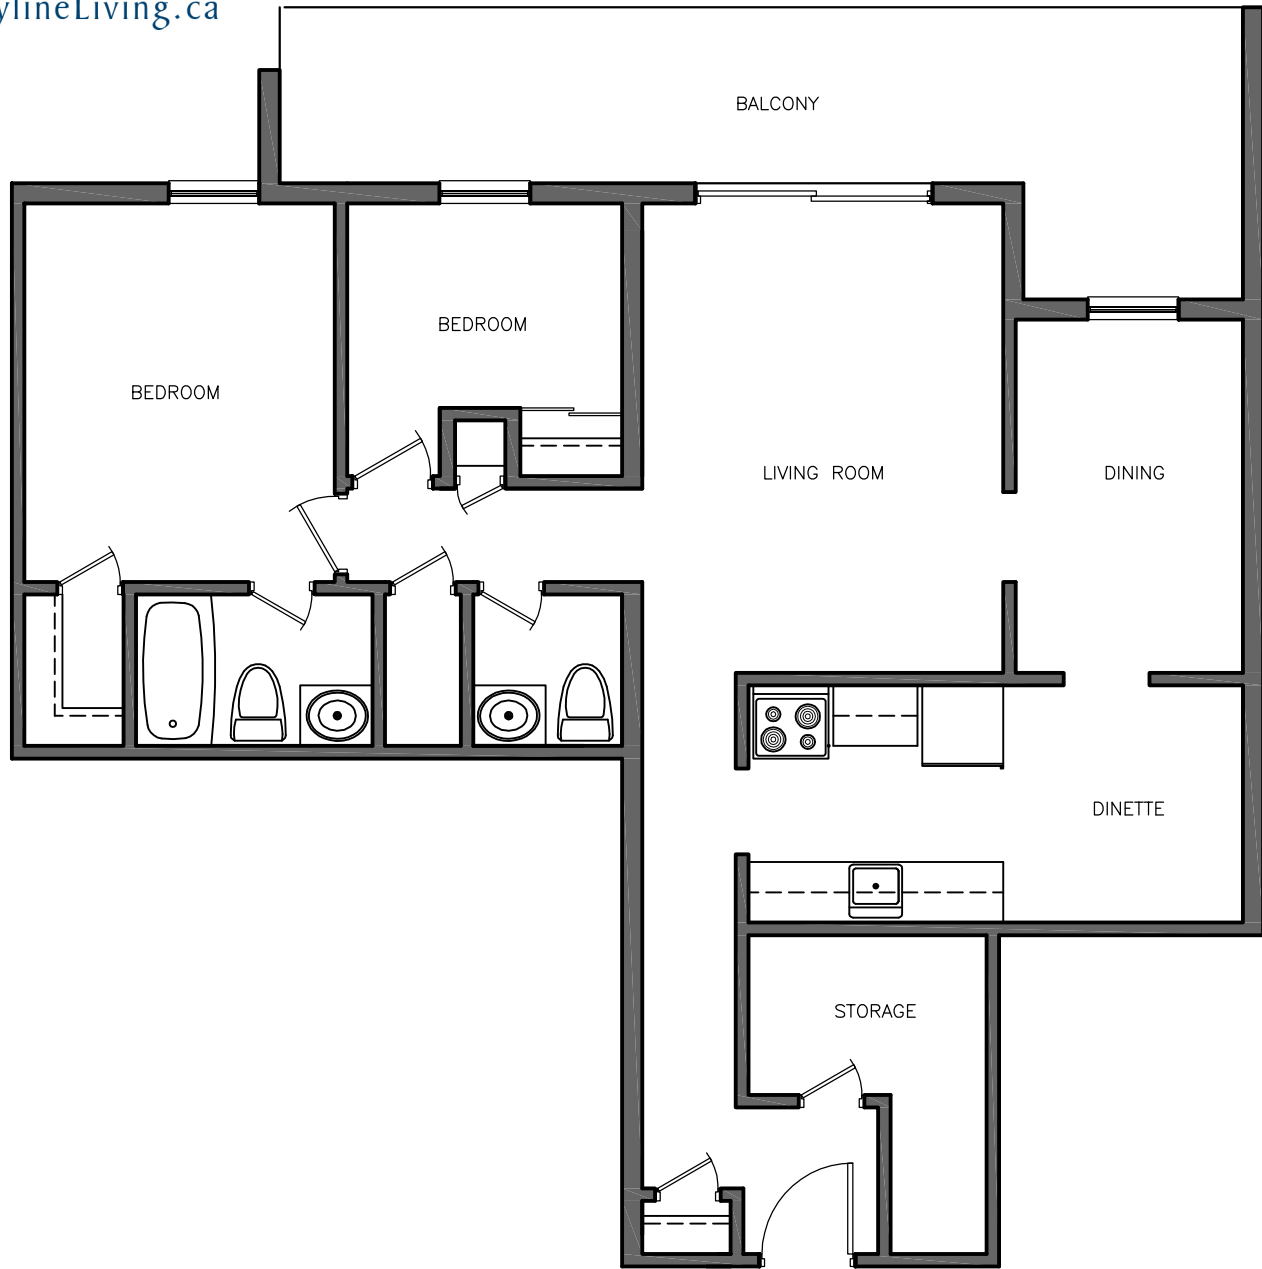 ylineLiving.ca
BALCONY
BEDROOM
BEDROOM
LIVING ROOM
DINING
DINETTE
STORAGE